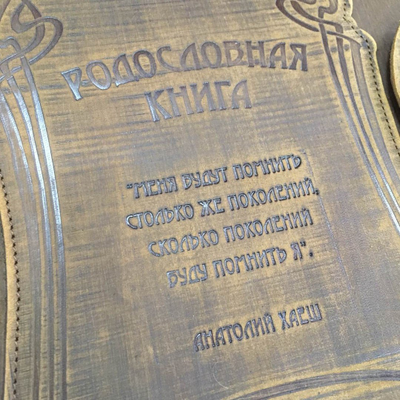 РОДОСЛОВНАЯ
КНИГА
"МЕНЯ БУДУТ ПОМНИТЬ
СТОЛЬКО ЖЕ ПОКОЛЕНИЙ,
СКОЛЬКО ПОКОЛЕНИЙ
БУДУ ПОМНИТЬ Я".
АНАТОЛИЙ ХАЕШ